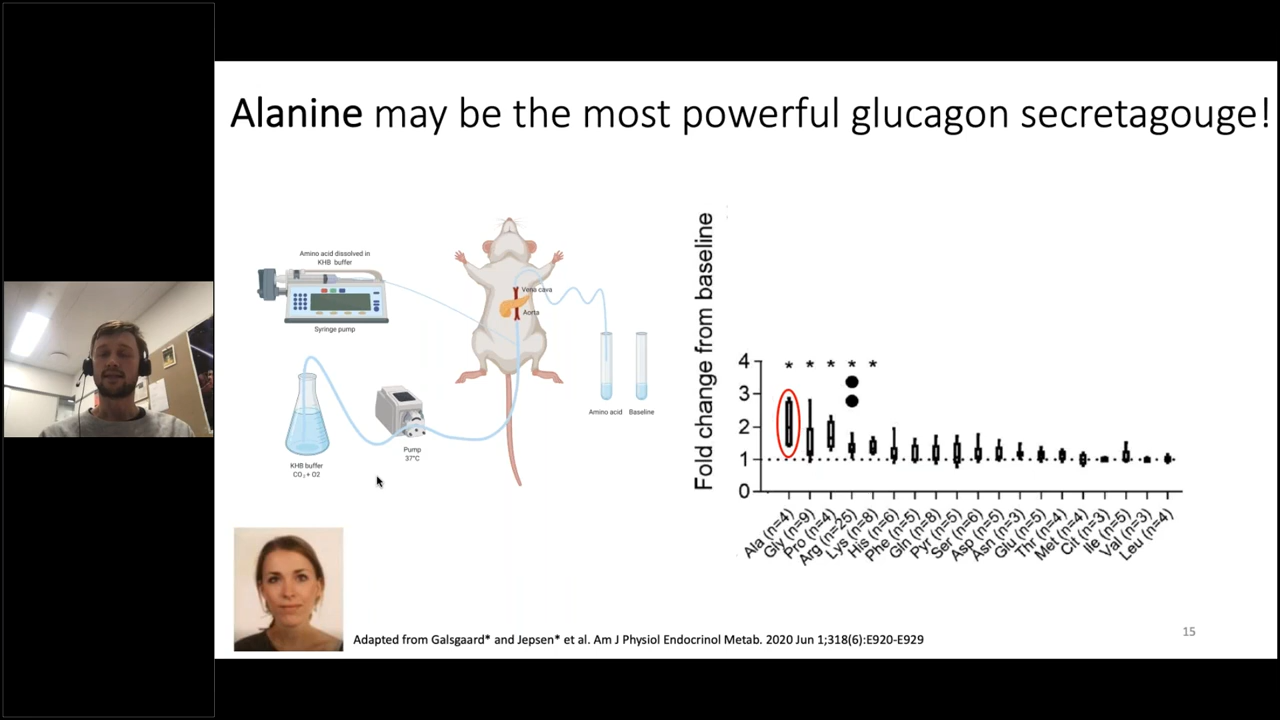 Alanine may be the most powerful glucagon secretagouge!
Amino acid dissolved in
KHB buffer
Syringe pump
Vena cava
Aorta
Amino acid Baseline
KHB buffer
CO2 + O2
Pump
37°C
Fold change from baseline
4
3
2
1
0
* * * * *
Ala (n=4)
Gly (n=9)
Pro (n=4)
Arg (n=25)
Lys (n=8)
His (n=6)
Phe (n=5)
Gln (n=8)
Pyr (n=5)
Ser (n=6)
Asp (n=5)
Asn (n=3)
Glu (n=5)
Thr (n=4)
Met (n=4)
Cit (n=3)
Ile (n=5)
Val (n=3)
Leu (n=4)
Adapted from Galsgaard* and Jepsen* et al. Am J Physiol Endocrinol Metab. 2020 Jun 1;318(6):E920-E929
15